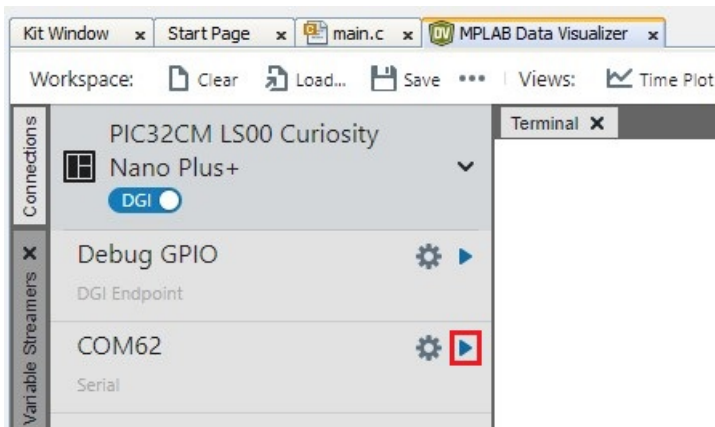 Kit Window x Start Page x main.c x MPLAB Data Visualizer x
Workspace: Clear Load... Save ••• Views: Time Plot
Connections
Variable Streamers x
Terminal X
PIC32CM LS00 Curiosity
Nano Plus+
DGI
Debug GPIO
DGI Endpoint
COM62
Serial